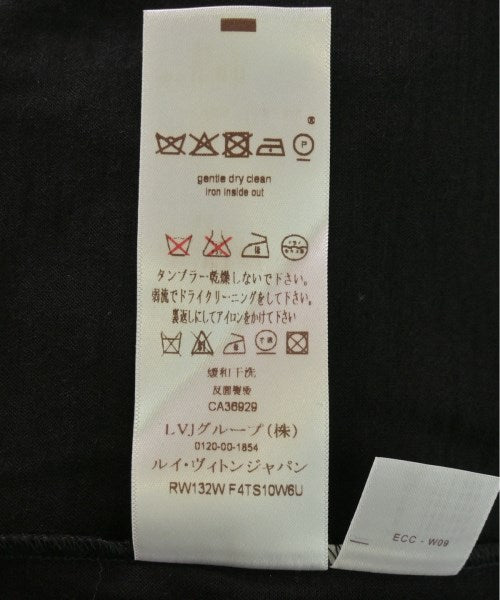 ®
P
gentle dry clean
iron inside out
タンブラー乾燥しないで下さい。
弱流でドライクリーニングをして下さい。
裏返しにしてアイロンをかけて下さい
缓和干洗
反面熨烫
CA36929
LVJグループ(株)
0120-00-1854
ルイ・ヴィトンジャパン
RW132W F4TS10W6U
ECC - W09